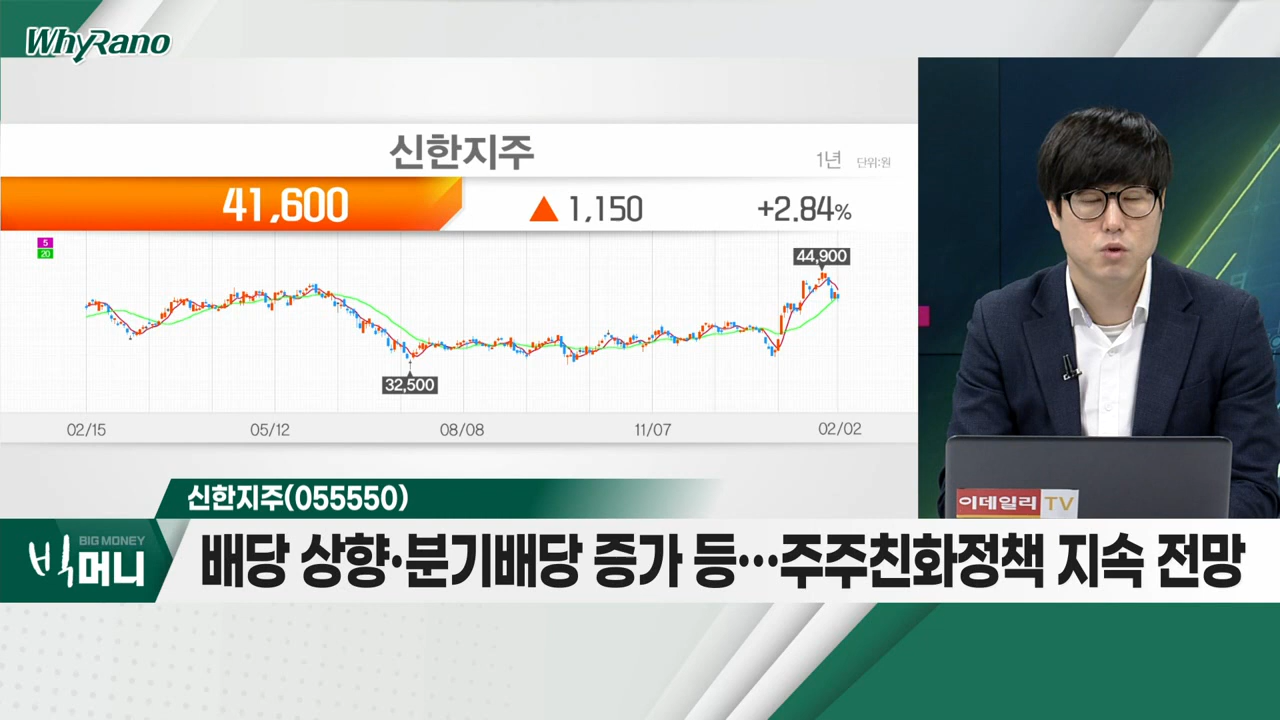 WhyRano
신한지주
1년 단위:원
41,600 ▲ 1,150 +2.84%
5
20
44,900
32,500
02/15 05/12 08/08 11/07 02/02
이데일리TV
신한지주(055550)
BIG MONEY
빅머니
배당 상향·분기배당 증가 등…주주친화정책 지속 전망